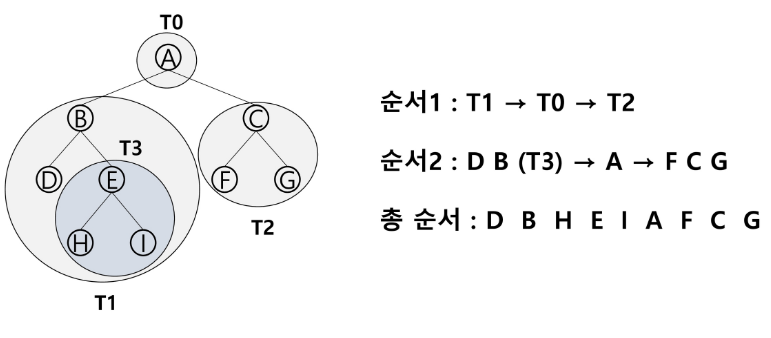 T0
A
B
C
T3
D
E
F
G
H
I
T2
T1
순서1 : T1 → T0 → T2
순서2 : D B (T3) → A → F C G
총 순서 : D B H E I A F C G